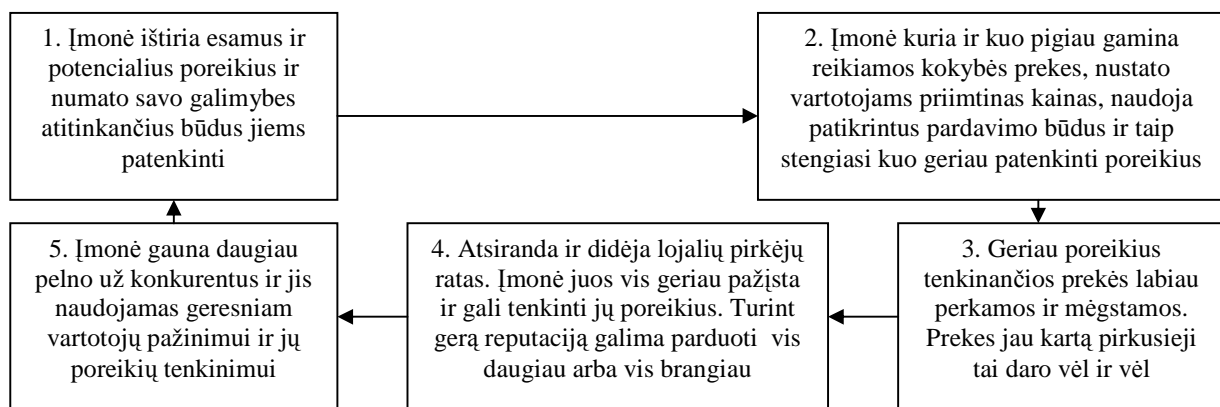 1. Įmonė ištiria esamus ir
potencialius poreikius ir
numato savo galimybes
atitinkančius būdus jiems
patenkinti
2. Įmonė kuria ir kuo pigiau gamina
reikiamos kokybės prekes, nustato
vartotojams priimtinas kainas, naudoja
patikrintus pardavimo būdus ir taip
stengiasi kuo geriau patenkinti poreikius
3. Geriau poreikius
tenkinančios prekės labiau
perkamos ir mėgstamos.
Prekes jau kartą pirkusieji
tai daro vėl ir vėl
4. Atsiranda ir didėja lojalių pirkėjų
ratas. Įmonė juos vis geriau pažįsta
ir gali tenkinti jų poreikius. Turint
gerą reputaciją galima parduoti vis
daugiau arba vis brangiau
5. Įmonė gauna daugiau
pelno už konkurentus ir jis
naudojamas geresniam
vartotojų pažinimui ir jų
poreikių tenkinimui